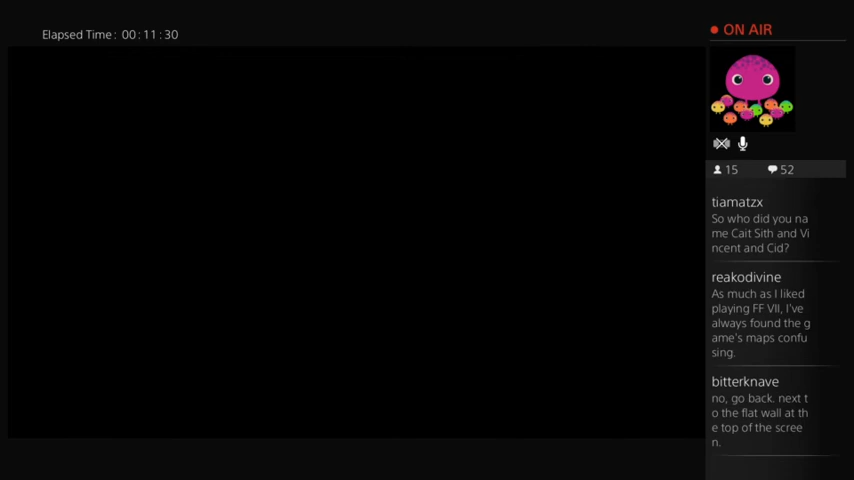 Elapsed Time: 00:11:30
ON AIR
15 52
tiamatzx
So who did you na
me Cait Sith and Vi
ncent and Cid?
reakodivine
As much as I liked
playing FF VII, I've
always found the g
ame's maps confu
sing.
bitterknave
no, go back. next t
o the flat wall at th
e top of the scree
n.